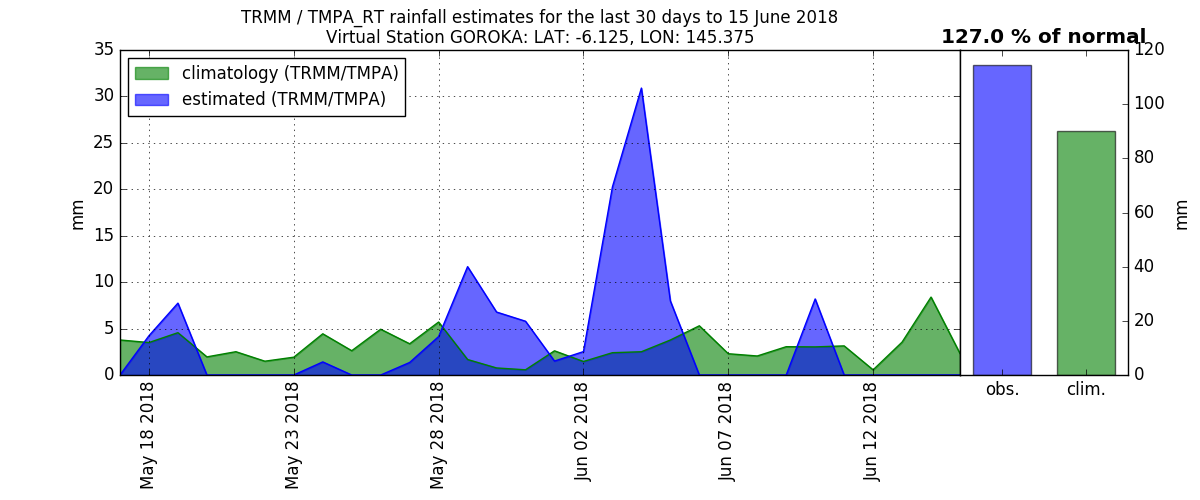 TRMM / TMPA_RT rainfall estimates for the last 30 days to 15 June 2018
Virtual Station GOROKA: LAT: -6.125, LON: 145.375
127.0 % of normal
climatology (TRMM/TMPA)
estimated (TRMM/TMPA)
mm
35
30
25
20
15
10
5
0
May 18 2018
May 23 2018
May 28 2018
Jun 02 2018
Jun 07 2018
Jun 12 2018
120
100
80
60
40
20
0
mm
obs.
clim.